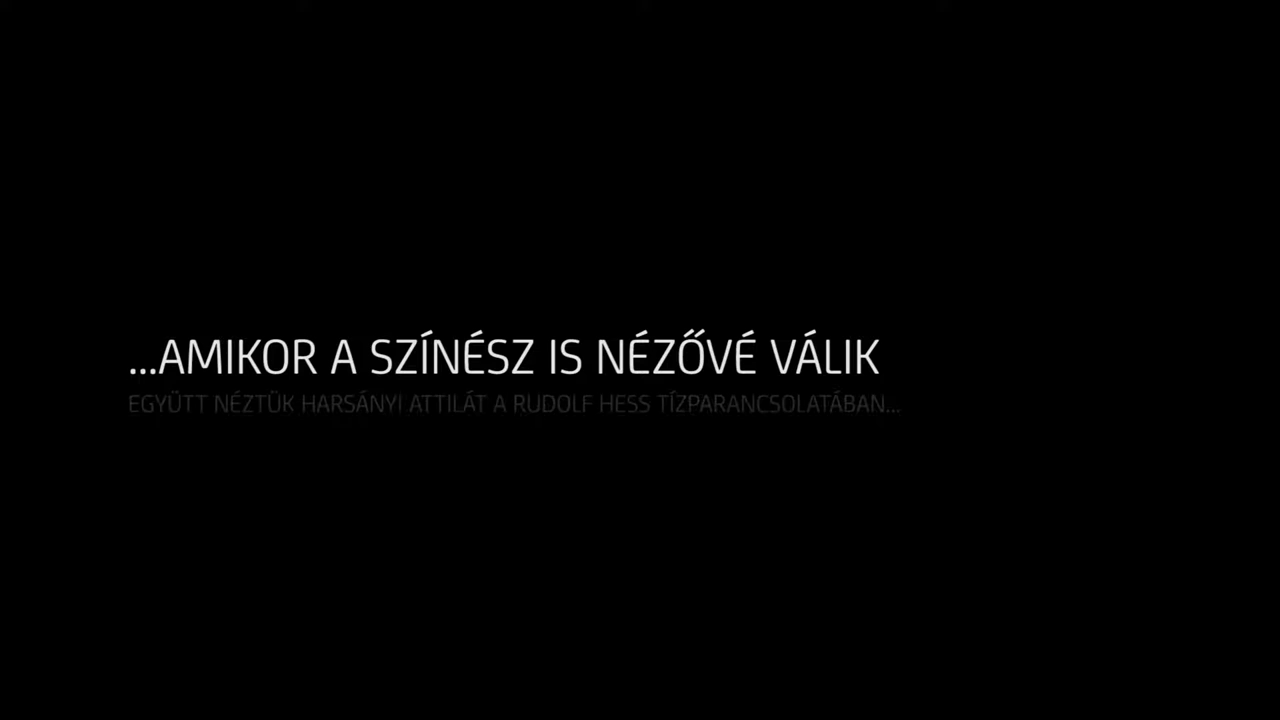 ...AMIKOR A SZÍNÉSZ IS NÉZŐVÉ VÁLIK
EGYÜTT NÉZTÜK HARSÁNYI ATTILÁT A RUDOLF HESS TÍZPARANCSOLATÁBAN...